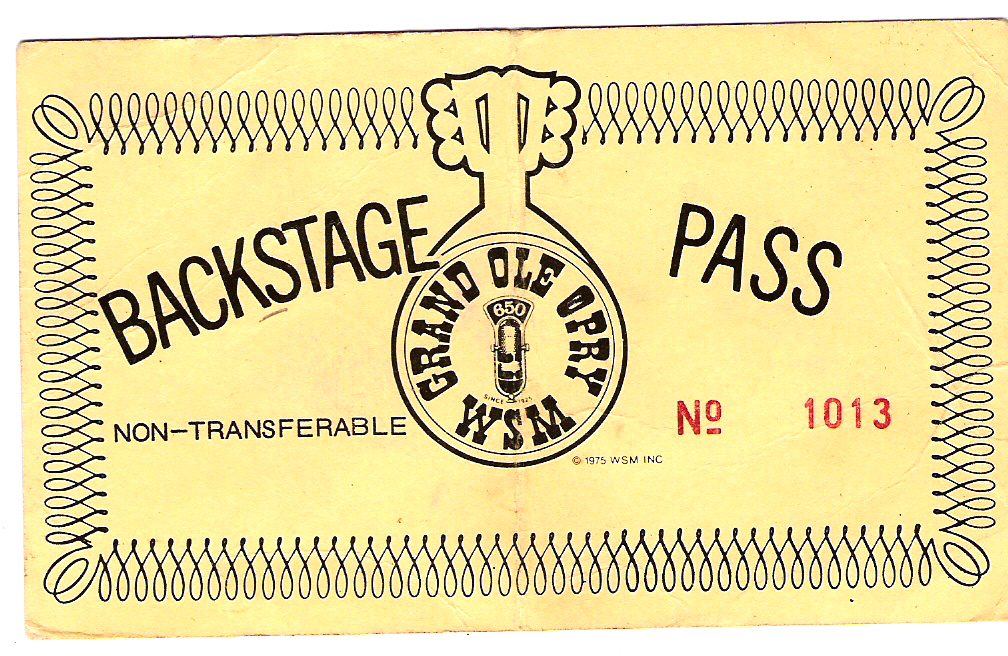 BACKSTAGE PASS
GRAND OLE OPRY
650
SINCE 1925
WSM
NON-TRANSFERABLE
Nº 1013
© 1975 WSM INC